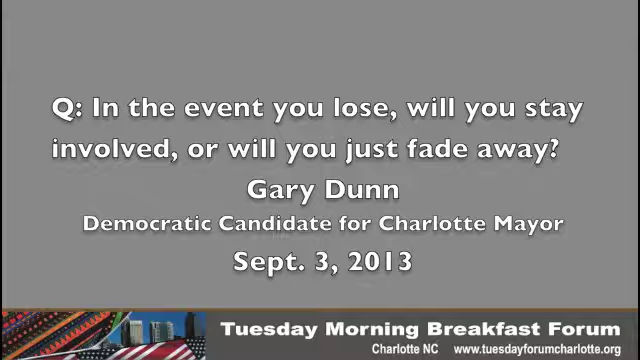 Q: In the event you lose, will you stay
involved, or will you just fade away?
Gary Dunn
Democratic Candidate for Charlotte Mayor
Sept. 3, 2013
Tuesday Morning Breakfast Forum
Charlotte NC www.tuesdayforumcharlotte.org